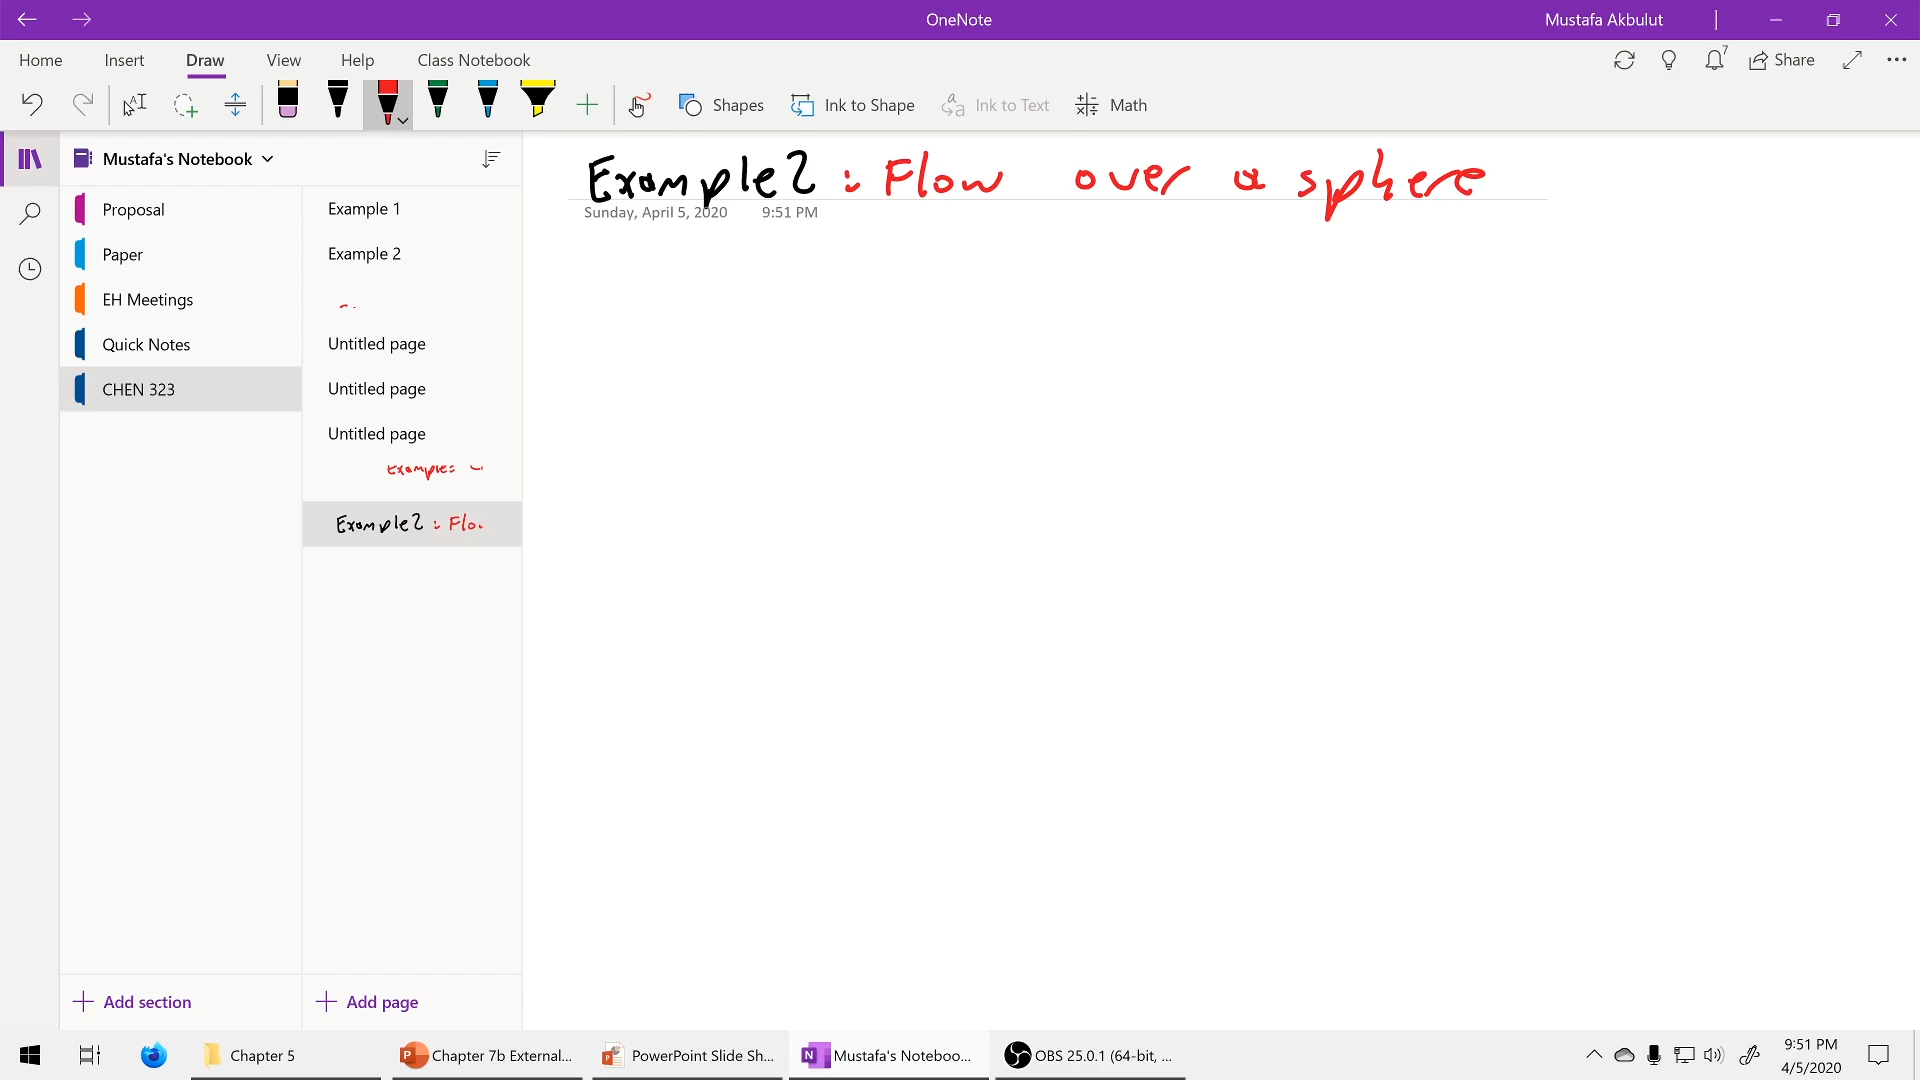 OneNote
Mustafa Akbulut
Home Insert Draw View Help Class Notebook
7
Share
Shapes Ink to Shape Ink to Text Math
Mustafa's Notebook
Example2 : Flow over a sphere
Sunday, April 5, 2020 9:51 PM
Proposal
Paper
EH Meetings
Quick Notes
CHEN 323
Example 1
Example 2
Untitled page
Untitled page
Untitled page
Example2 : Flo
Add section
Add page
Chapter 5
Chapter 7b External...
PowerPoint Slide Sh...
Mustafa's Noteboo...
OBS 25.0.1 (64-bit, ...
9:51 PM
4/5/2020